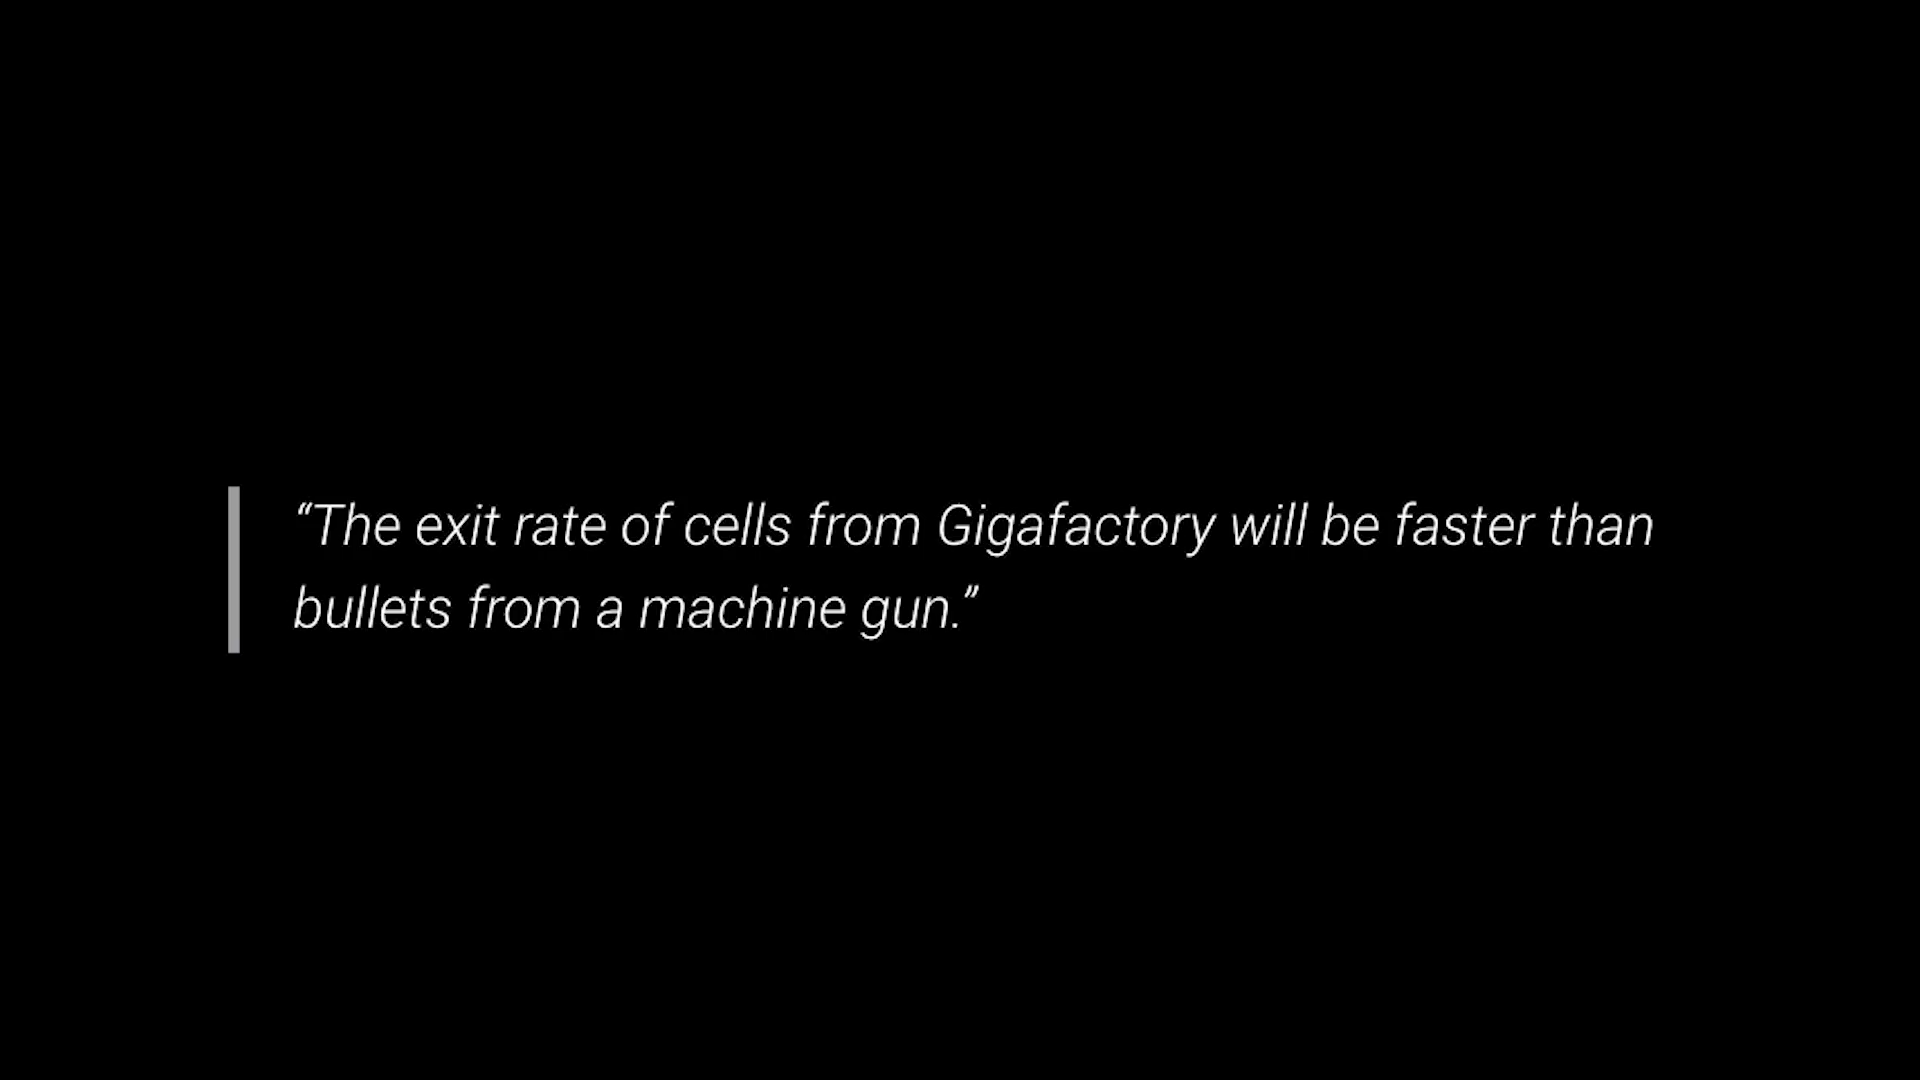 “The exit rate of cells from Gigafactory will be faster than
bullets from a machine gun.”